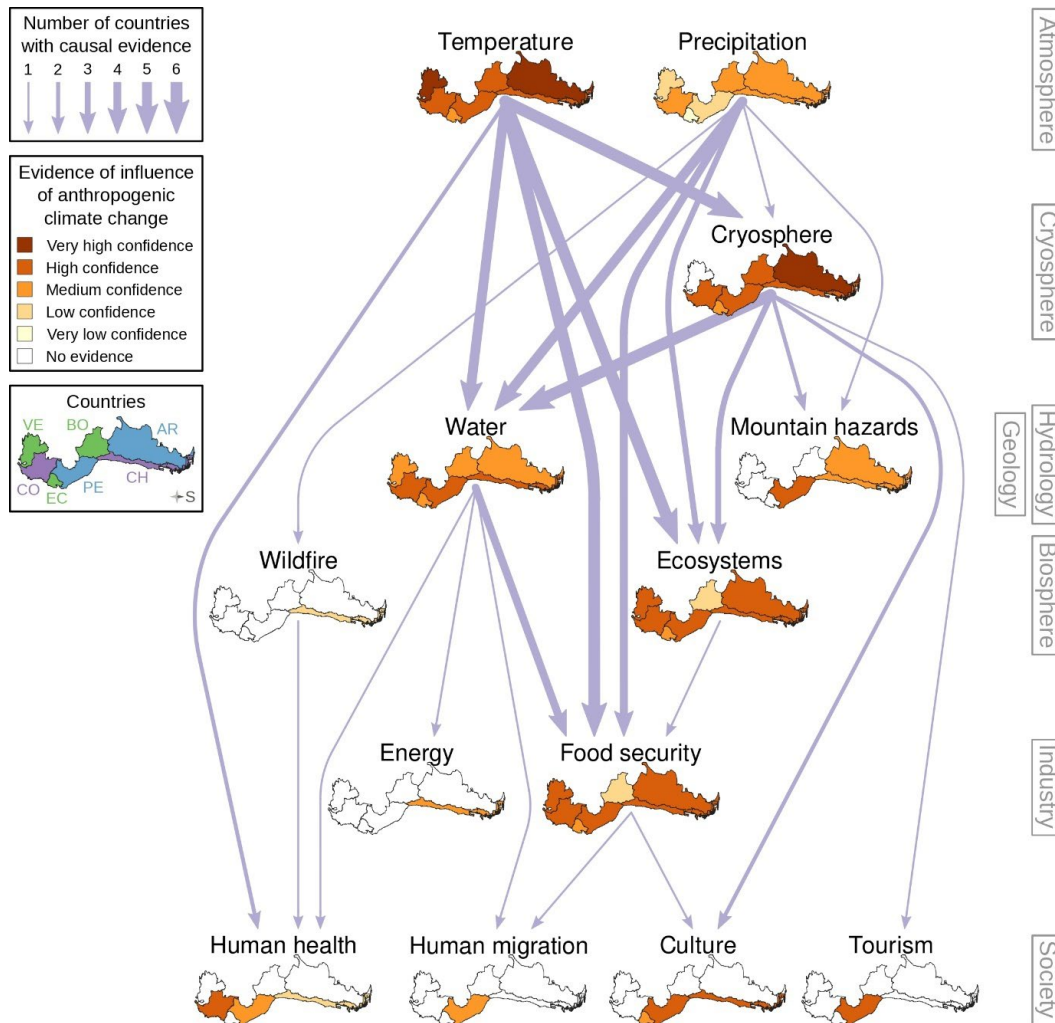 Number of countries
with causal evidence
1 2 3 4 5 6
Evidence of influence
of anthropogenic
climate change
Very high confidence
High confidence
Medium confidence
Low confidence
Very low confidence
No evidence
Countries
VE BO AR
CO EC PE CH S
Temperature
Precipitation
Cryosphere
Water
Mountain hazards
Wildfire
Ecosystems
Energy
Food security
Human health
Human migration
Culture
Tourism
Atmosphere
Cryosphere
Hydrology
Geology
Biosphere
Industry
Society